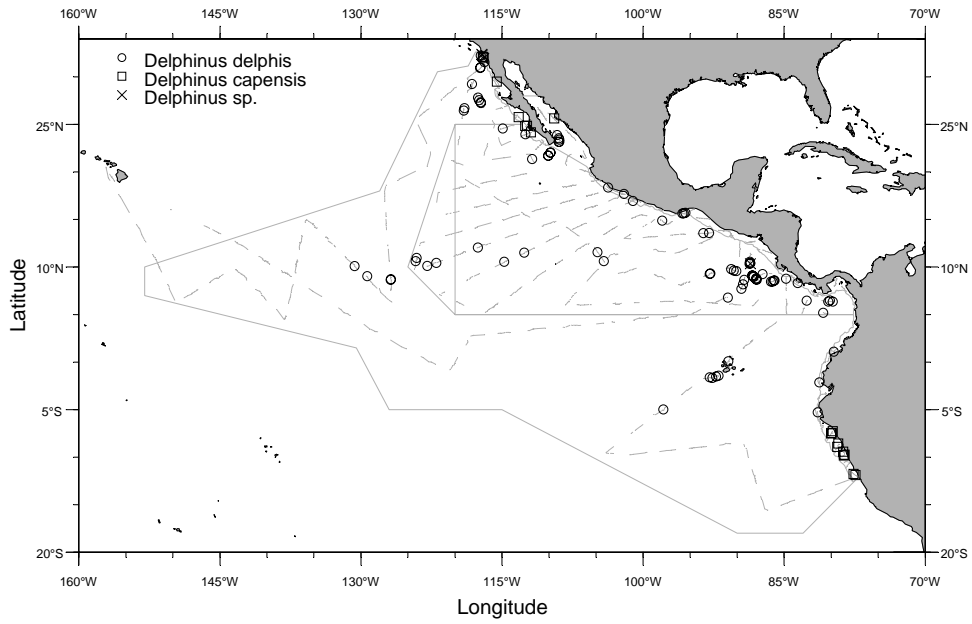 160°W 145°W 130°W 115°W 100°W 85°W 70°W
Delphinus delphis
Delphinus capensis
Delphinus sp.
25°N 25°N
10°N 10°N
5°S 5°S
20°S 20°S
Latitude
160°W 145°W 130°W 115°W 100°W 85°W 70°W
Longitude